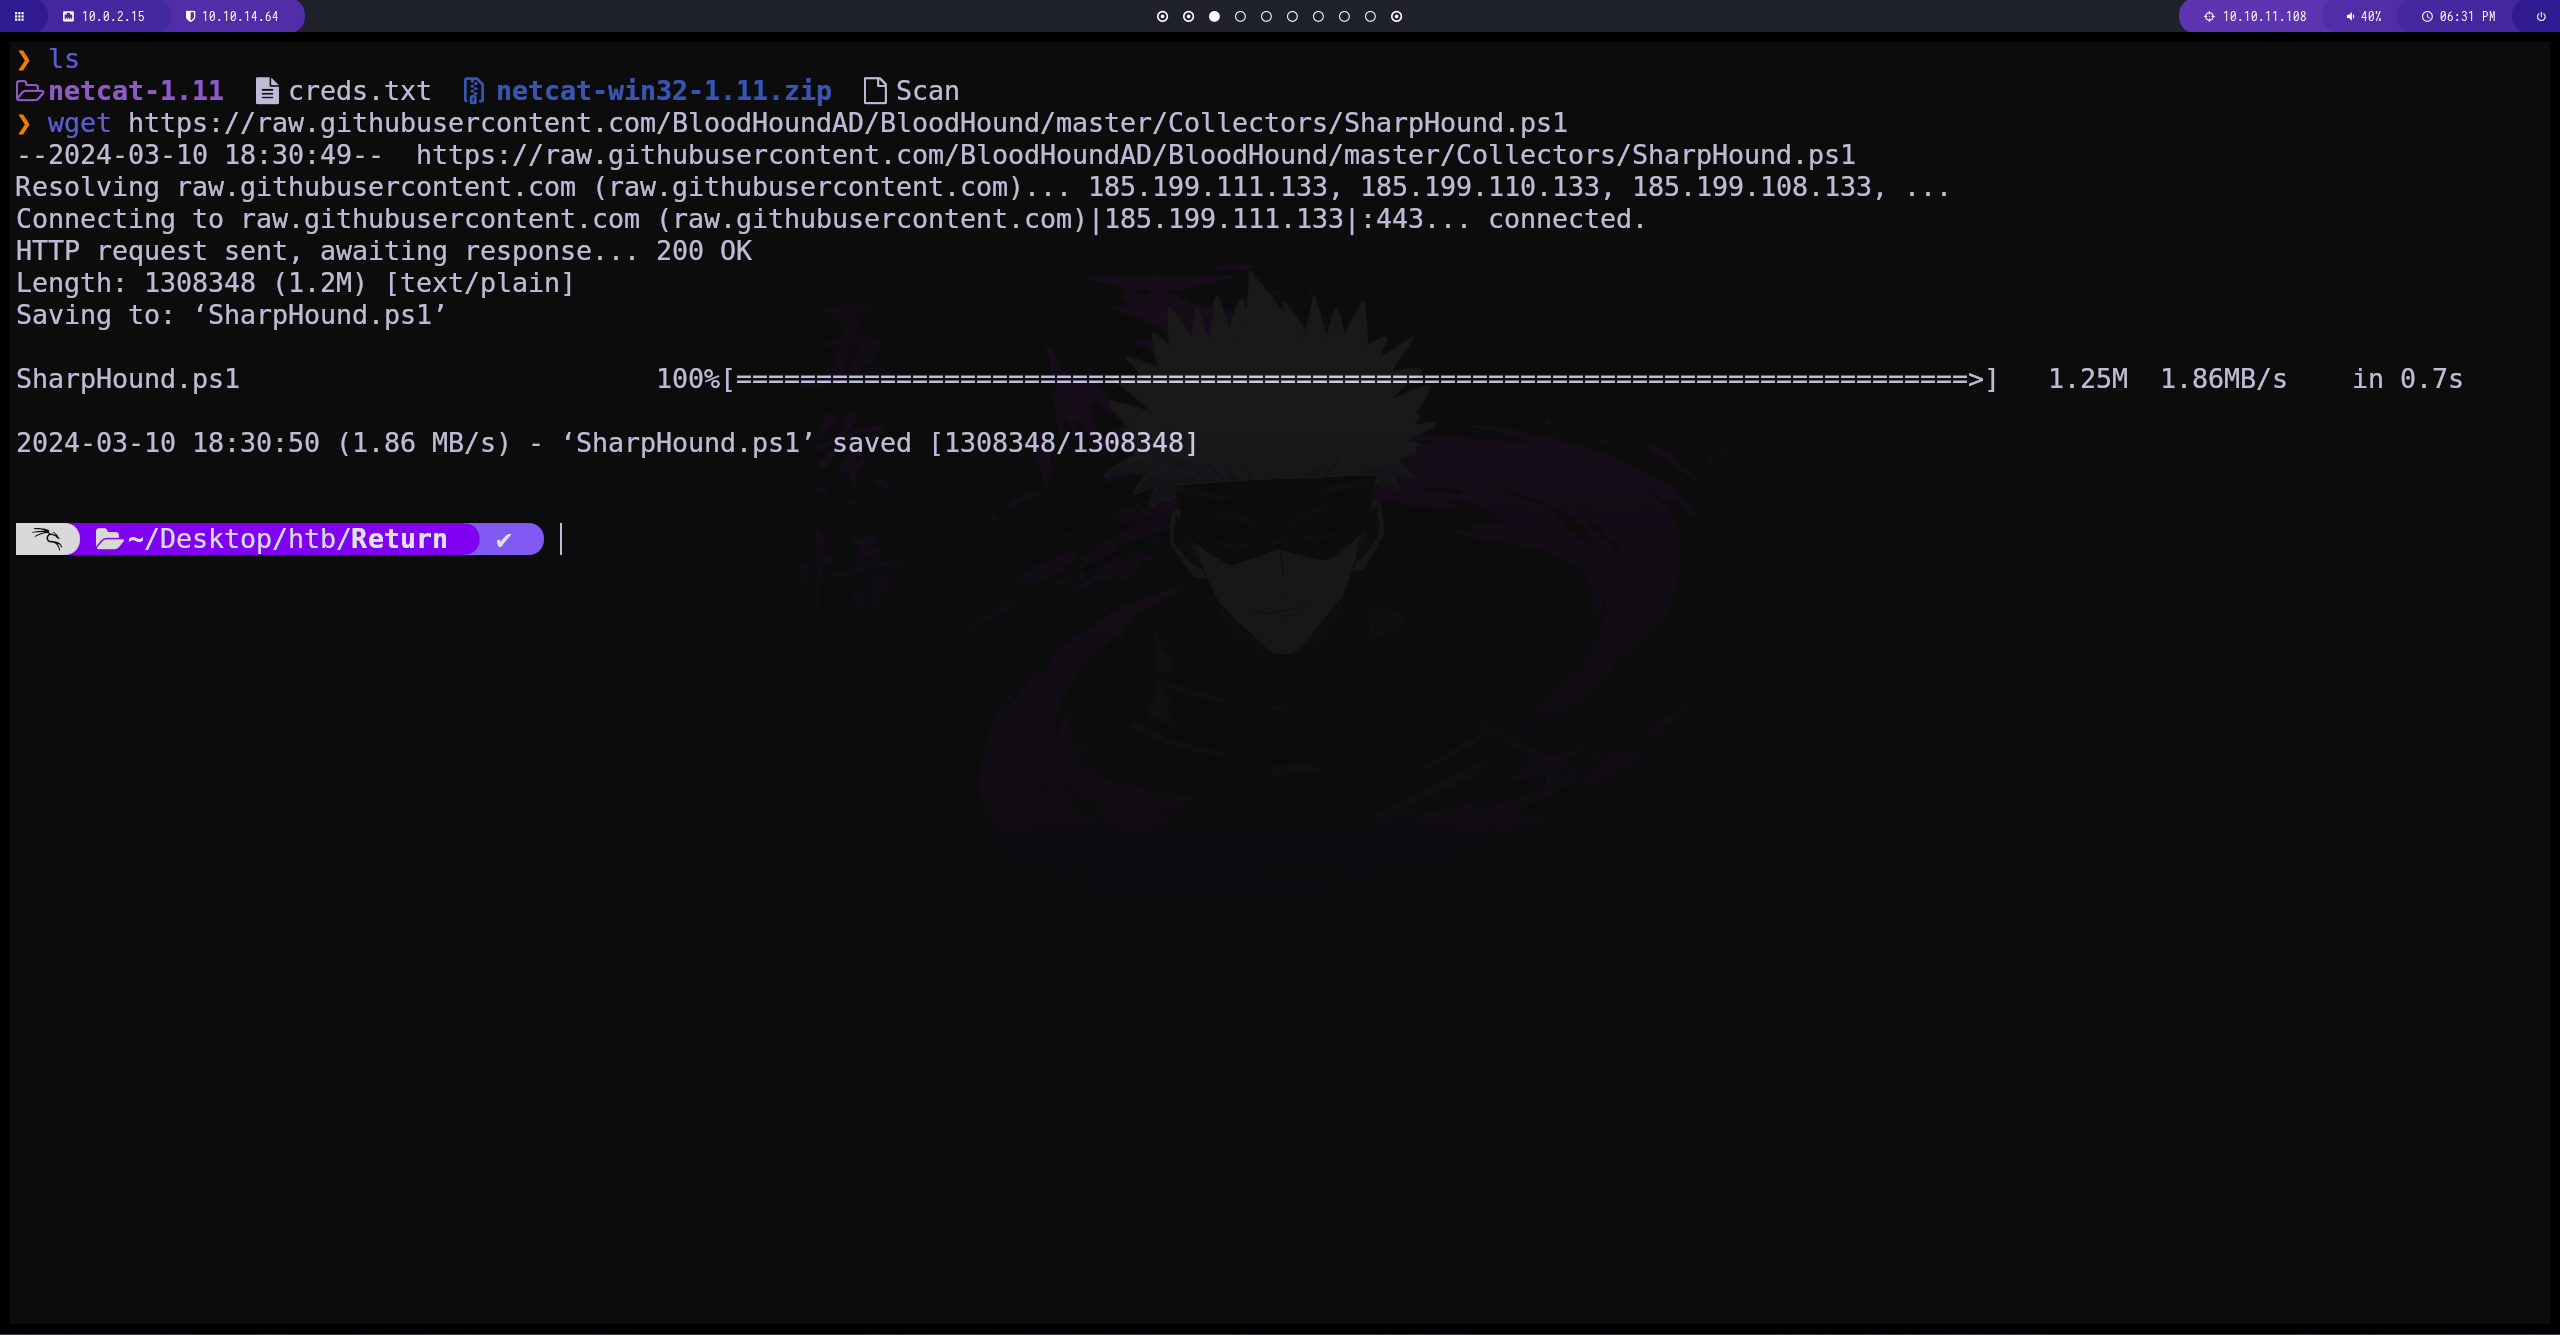 10.0.2.15 10.10.14.64 10.10.11.108 40% 06:31 PM
❯ ls
netcat-1.11 creds.txt netcat-win32-1.11.zip Scan
❯ wget https://raw.githubusercontent.com/BloodHoundAD/BloodHound/master/Collectors/SharpHound.ps1
--2024-03-10 18:30:49--  https://raw.githubusercontent.com/BloodHoundAD/BloodHound/master/Collectors/SharpHound.ps1
Resolving raw.githubusercontent.com (raw.githubusercontent.com)... 185.199.111.133, 185.199.110.133, 185.199.108.133, ...
Connecting to raw.githubusercontent.com (raw.githubusercontent.com)|185.199.111.133|:443... connected.
HTTP request sent, awaiting response... 200 OK
Length: 1308348 (1.2M) [text/plain]
Saving to: ‘SharpHound.ps1’
SharpHound.ps1 100%[=============================================================================>] 1.25M 1.86MB/s in 0.7s
2024-03-10 18:30:50 (1.86 MB/s) - ‘SharpHound.ps1’ saved [1308348/1308348]
~/Desktop/htb/Return ✔
五
条
悟